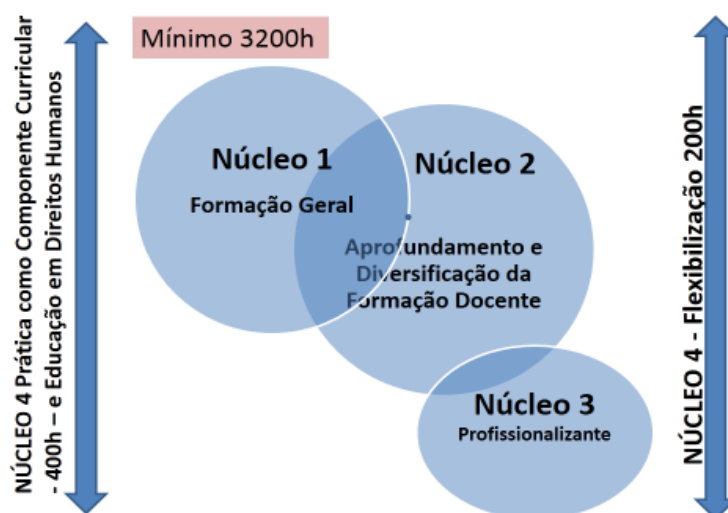 NÚCLEO 4 Prática como Componente Curricular
- 400h – e Educação em Direitos Humanos
Mínimo 3200h
Núcleo 1
Formação Geral
Núcleo 2
Aprofundamento e
Diversificação da
Formação Docente
Núcleo 3
Profissionalizante
NÚCLEO 4 - Flexibilização 200h